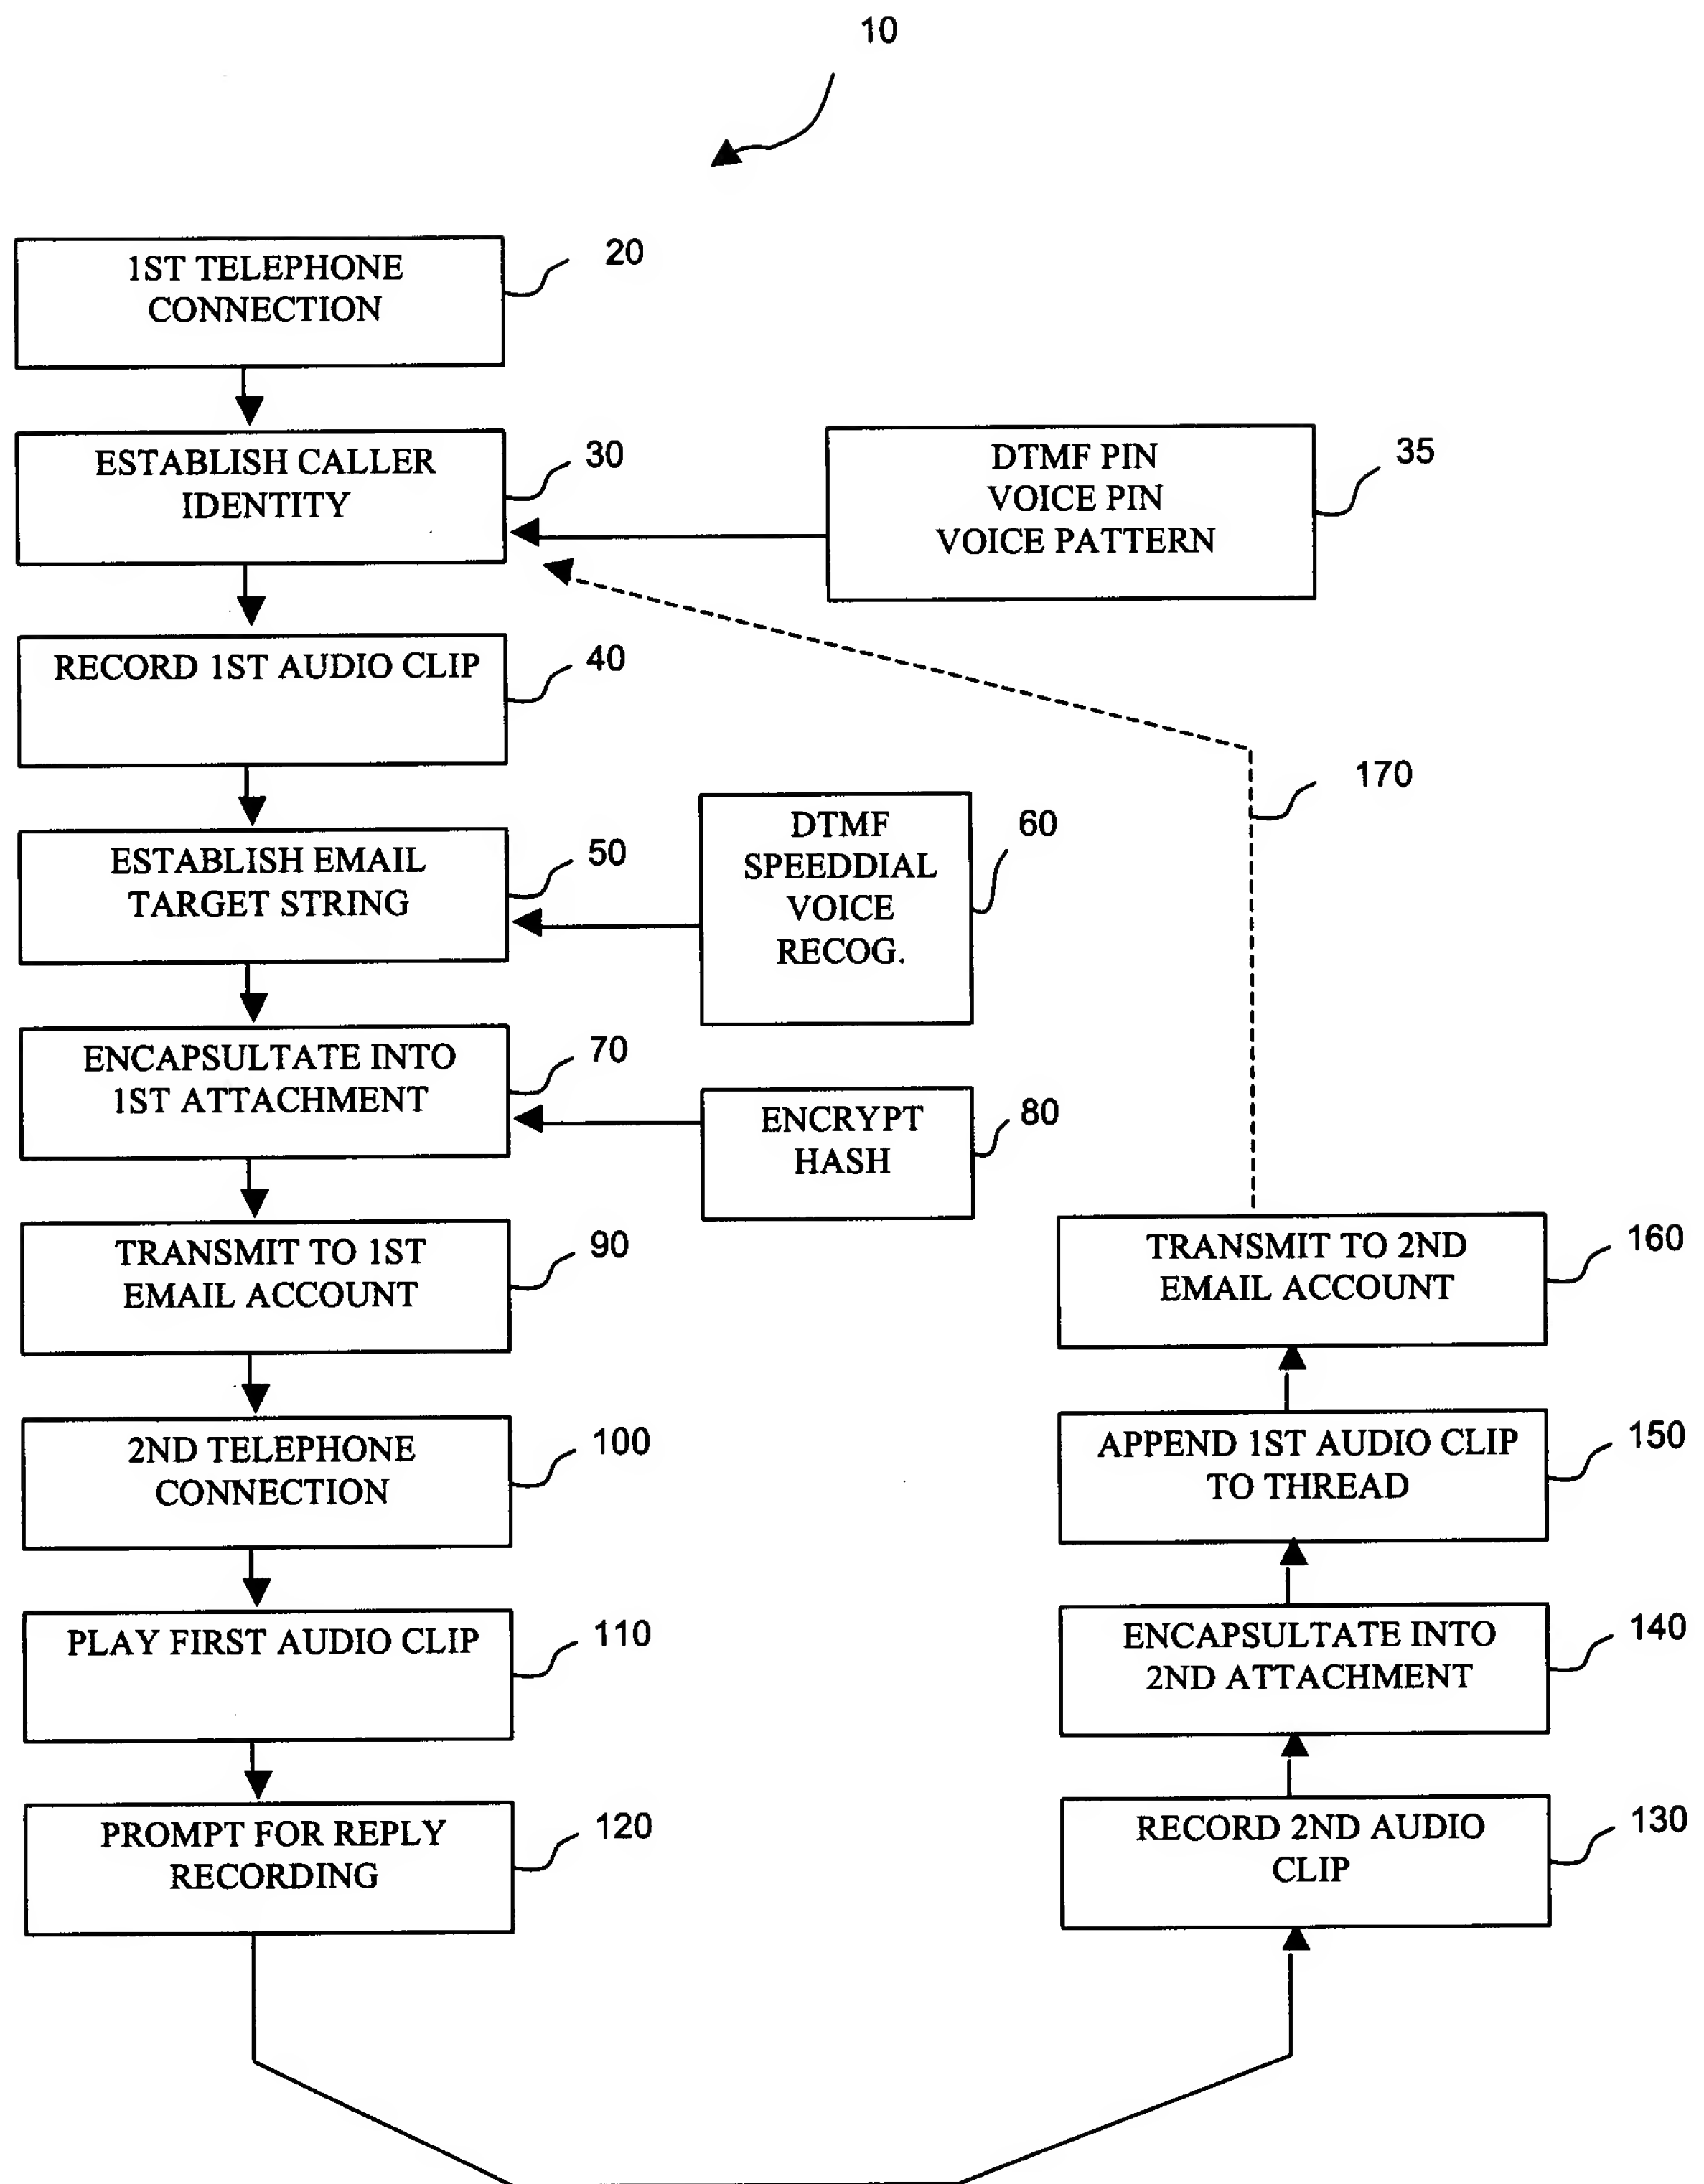 10
1ST TELEPHONE
CONNECTION
20
ESTABLISH CALLER
IDENTITY
30
DTMF PIN
VOICE PIN
VOICE PATTERN
35
RECORD 1ST AUDIO CLIP
40
170
ESTABLISH EMAIL
TARGET STRING
50
DTMF
SPEEDDIAL
VOICE
RECOG.
60
ENCAPSULTATE INTO
1ST ATTACHMENT
70
ENCRYPT
HASH
80
TRANSMIT TO 1ST
EMAIL ACCOUNT
90
2ND TELEPHONE
CONNECTION
100
PLAY FIRST AUDIO CLIP
110
PROMPT FOR REPLY
RECORDING
120
RECORD 2ND AUDIO
CLIP
130
ENCAPSULTATE INTO
2ND ATTACHMENT
140
APPEND 1ST AUDIO CLIP
TO THREAD
150
TRANSMIT TO 2ND
EMAIL ACCOUNT
160